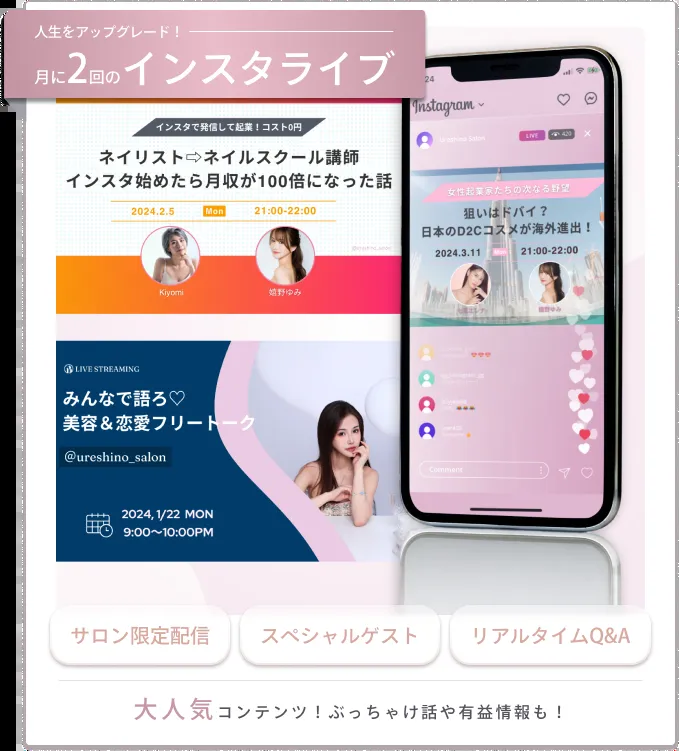 人生をアップグレード！
月に2回のインスタライブ
インスタで発信して起業！コスト0円
ネイリスト⇨ネイルスクール講師
インスタ始めたら月収が100倍になった話
2024.2.5 Mon 21:00-22:00
Kiyomi
嬉野ゆみ
LIVE STREAMING
みんなで語ろ♡
美容＆恋愛フリートーク
@ureshino_salon
2024,1/22 MON
9:00〜10:00PM
:24
Instagram
Ureshino Salon
LIVE
女性起業家たちの次なる野望
狙いはドバイ？
日本のD2Cコスメが海外進出！
2024.3.11 Mon 21:00-22:00
嬉野ゆみ
Comment
サロン限定配信
スペシャルゲスト
リアルタイムQ&A
大人気コンテンツ！ぶっちゃけ話や有益情報も！